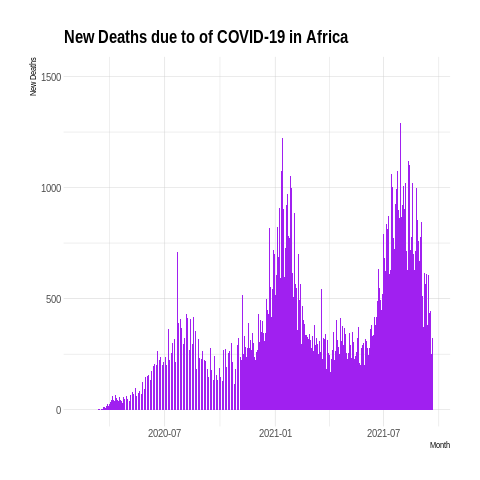 New Deaths due to of COVID-19 in Africa
New Deaths
1500
1000
500
0
2020-07
2021-01
2021-07
Month